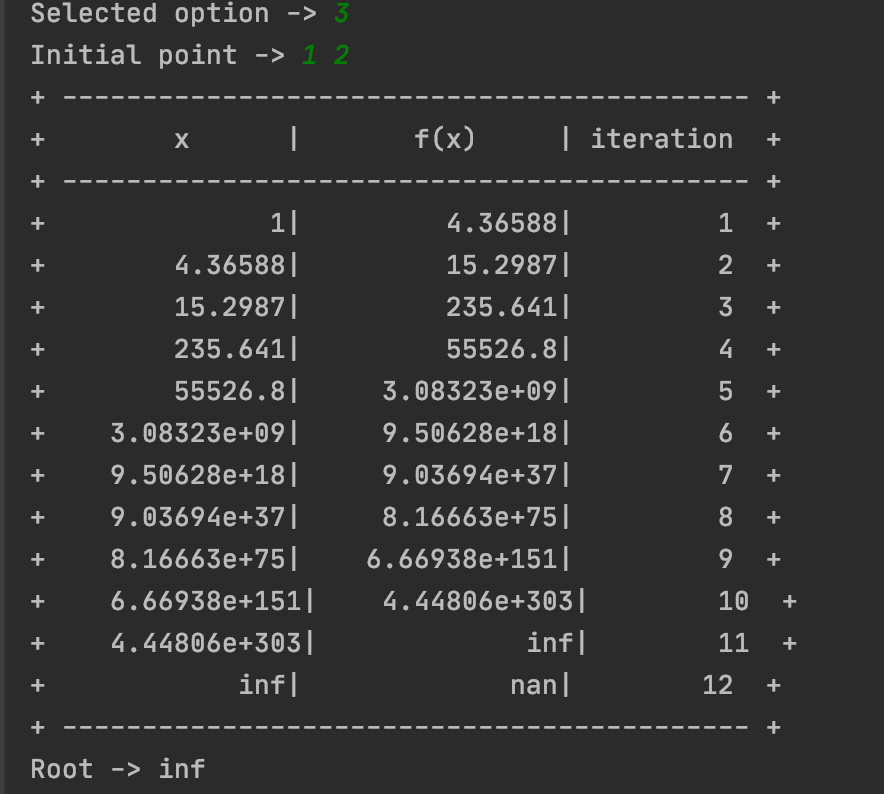 Selected option -> 3
Initial point -> 1 2
+ ------------------------------------------- +
+         x      |       f(x)     | iteration  +
+ ------------------------------------------- +
+               1|         4.36588|         1  +
+         4.36588|         15.2987|         2  +
+         15.2987|         235.641|         3  +
+         235.641|         55526.8|         4  +
+         55526.8|     3.08323e+09|         5  +
+     3.08323e+09|     9.50628e+18|         6  +
+     9.50628e+18|     9.03694e+37|         7  +
+     9.03694e+37|     8.16663e+75|         8  +
+     8.16663e+75|    6.66938e+151|         9  +
+     6.66938e+151|    4.44806e+303|        10  +
+     4.44806e+303|             inf|        11  +
+             inf|             nan|        12  +
+ ------------------------------------------- +
Root -> inf